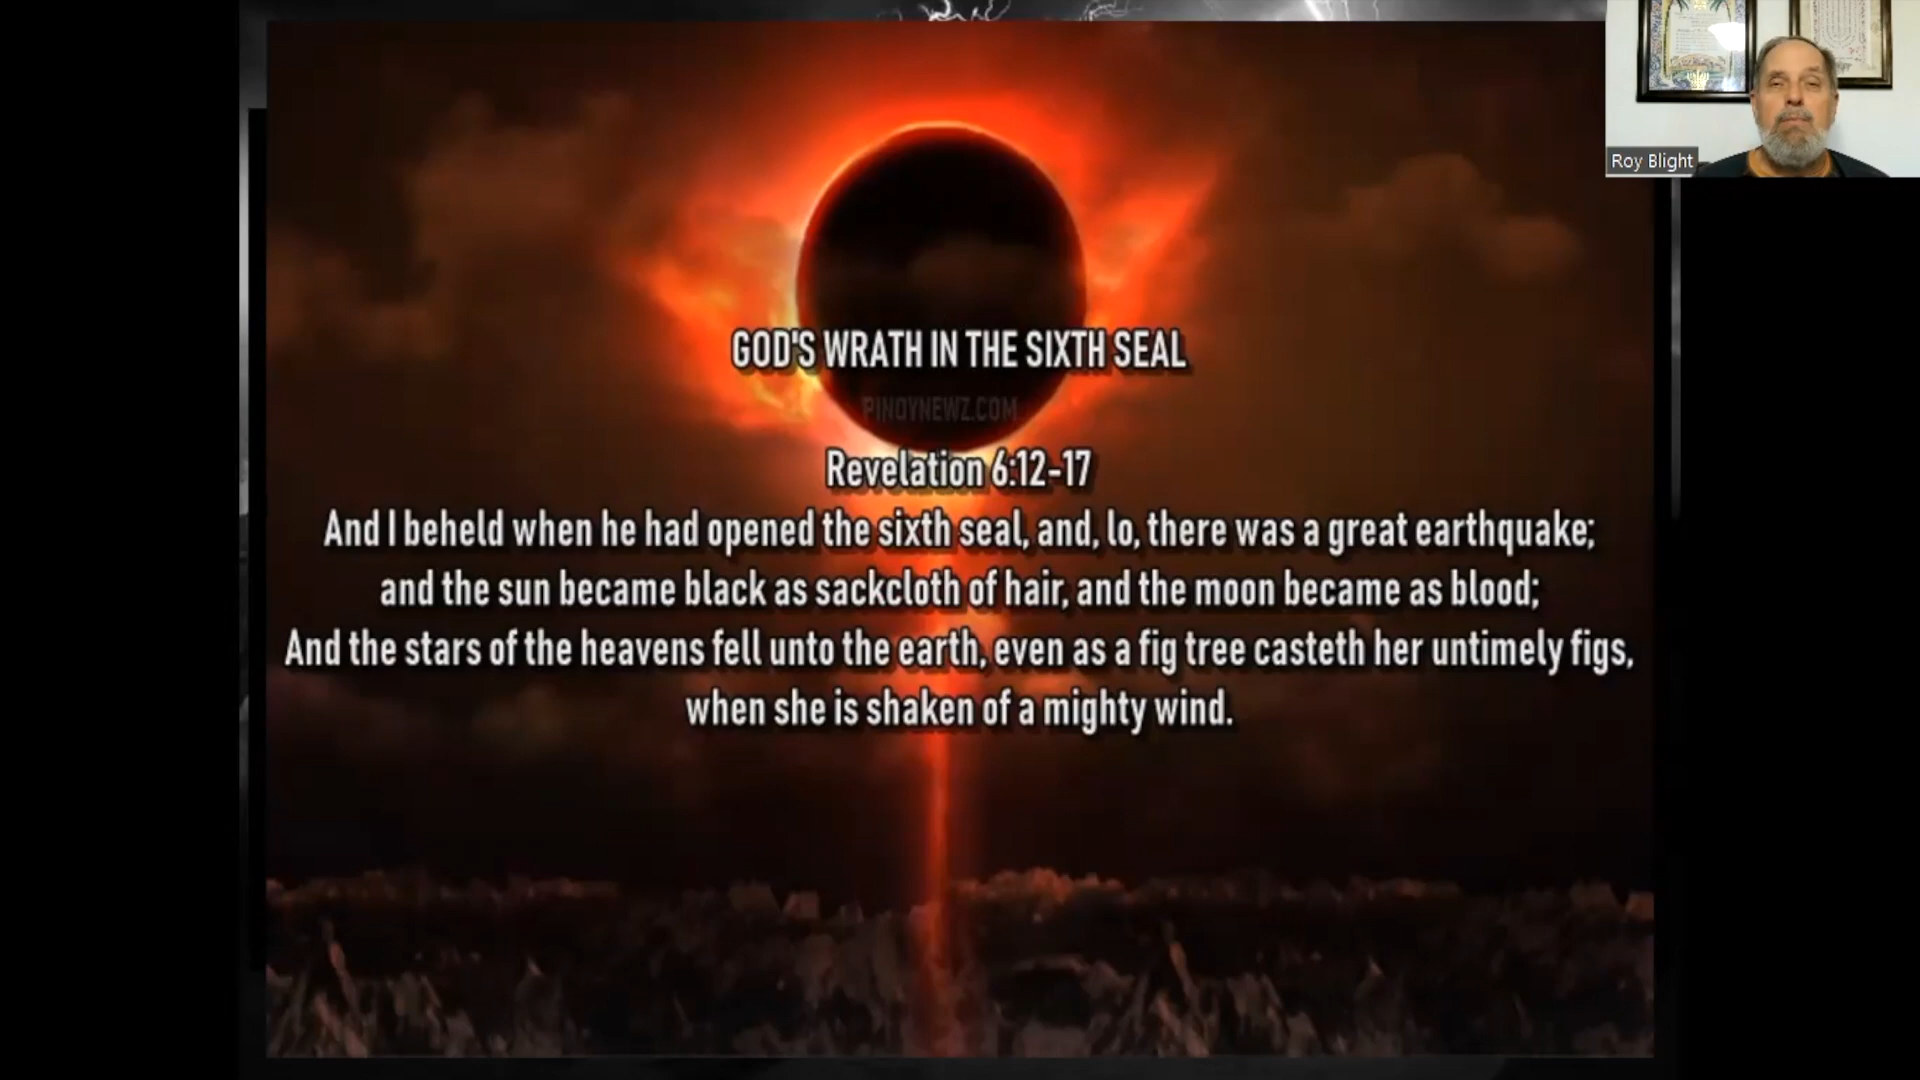 Roy Blight
GOD'S WRATH IN THE SIXTH SEAL
PINOYNEWZ.COM
Revelation 6:12-17
And I beheld when he had opened the sixth seal, and, lo, there was a great earthquake;
and the sun became black as sackcloth of hair, and the moon became as blood;
And the stars of the heavens fell unto the earth, even as a fig tree casteth her untimely figs,
when she is shaken of a mighty wind.